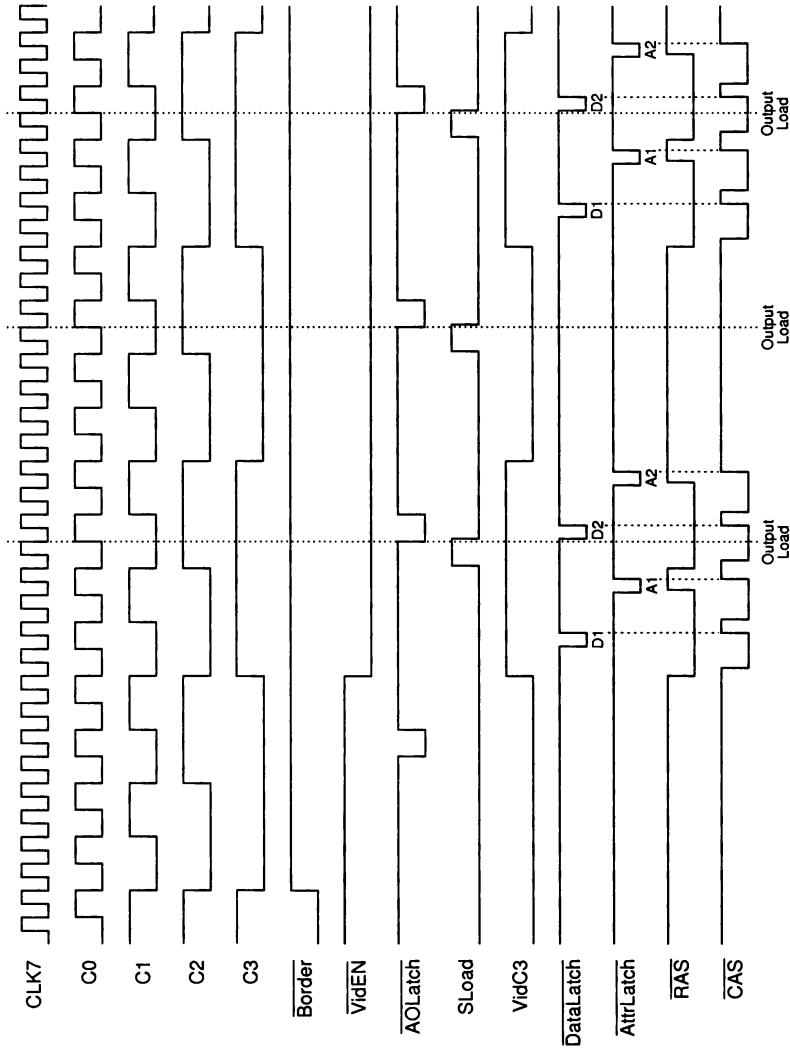 CLK7
C0
C1
C2
C3
Border
VidEN
AOLatch
SLoad
VidC3
DataLatch
D1 D2 D1 D2
AttrLatch
A1 A2 A1 A2
RAS
CAS
Output
Load
Output
Load
Output
Load